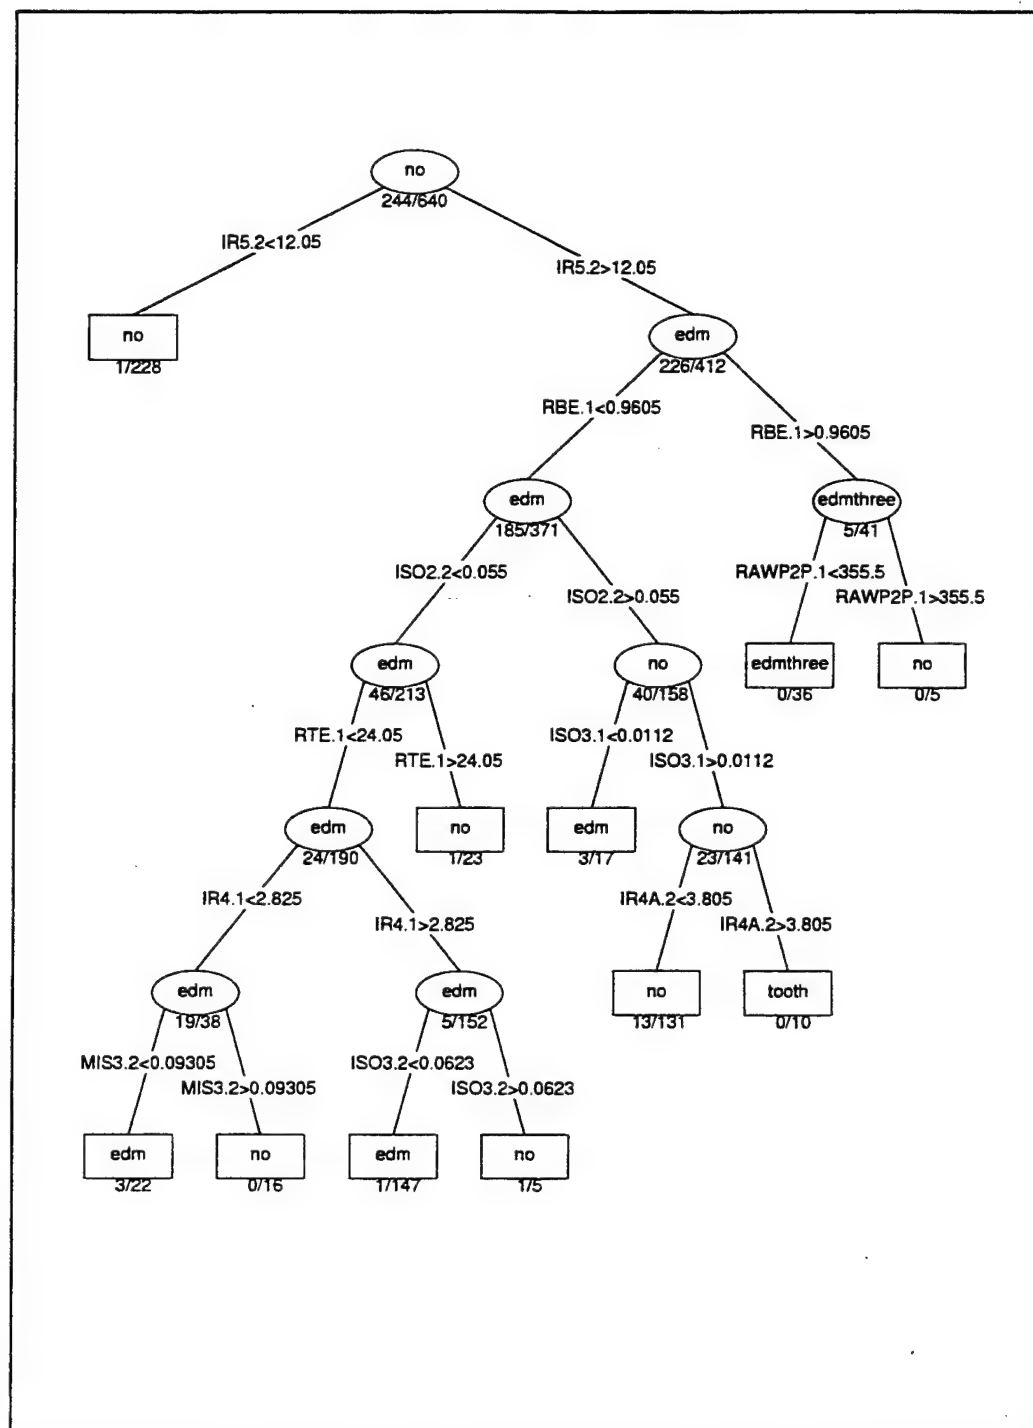 no
244/640
IR5.2<12.05
IR5.2>12.05
no
1/228
edm
226/412
RBE.1<0.9605
RBE.1>0.9605
edm
185/371
edmthree
5/41
ISO2.2<0.055
ISO2.2>0.055
RAWP2P.1<355.5
RAWP2P.1>355.5
edm
46/213
no
40/158
edmthree
0/36
no
0/5
RTE.1<24.05
RTE.1>24.05
ISO3.1<0.0112
ISO3.1>0.0112
edm
24/190
no
1/23
edm
3/17
no
23/141
IR4.1<2.825
IR4.1>2.825
IR4A.2<3.805
IR4A.2>3.805
edm
19/38
edm
5/152
no
13/131
tooth
0/10
MIS3.2<0.09305
MIS3.2>0.09305
ISO3.2<0.0623
ISO3.2>0.0623
edm
3/22
no
0/16
edm
1/147
no
1/5